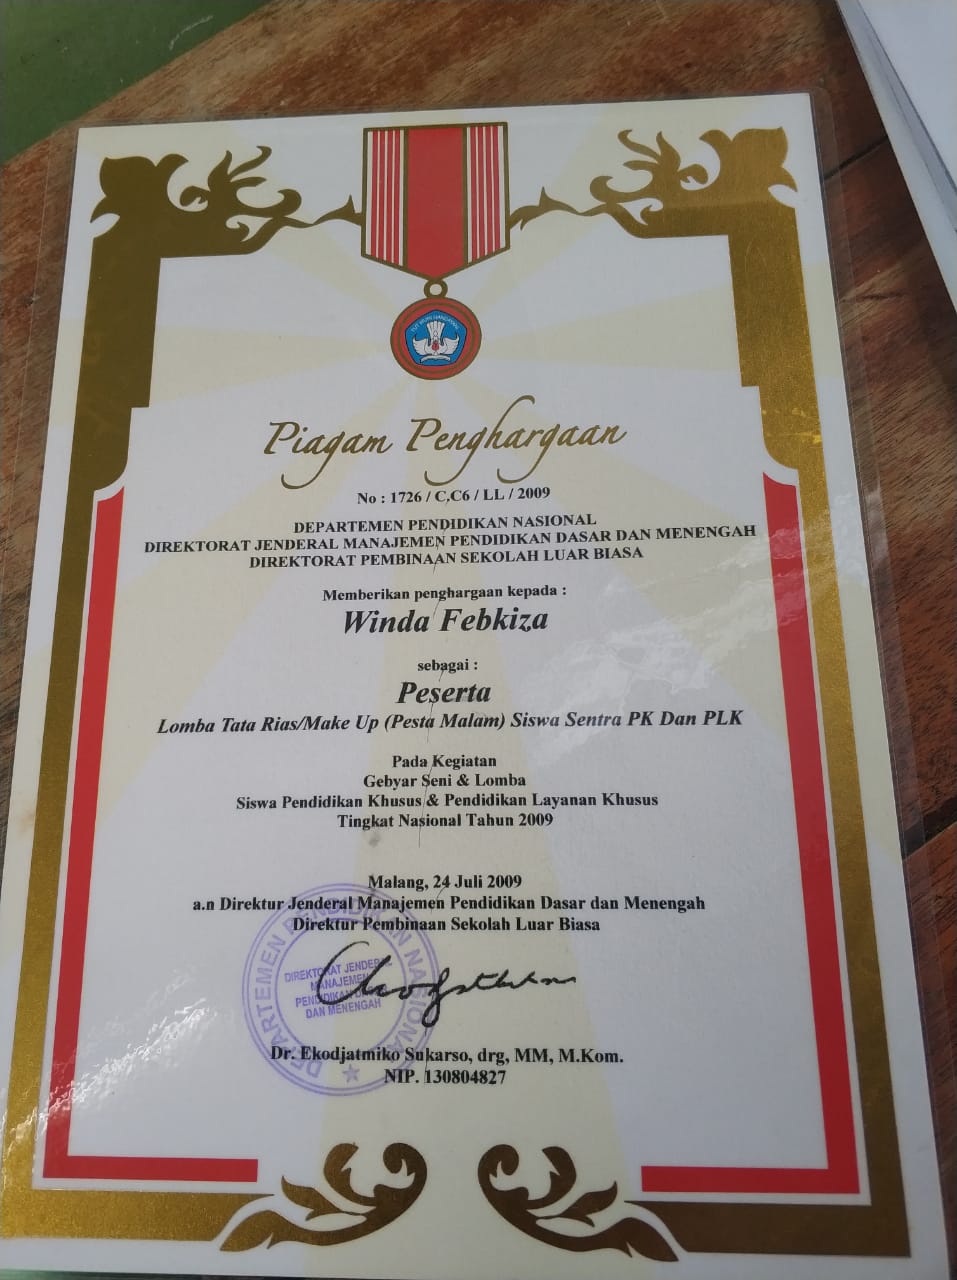 TUT WURI HANDAYANI
Piagam Penghargaan
No : 1726 / C,C6 / LL / 2009
DEPARTEMEN PENDIDIKAN NASIONAL
DIREKTORAT JENDERAL MANAJEMEN PENDIDIKAN DASAR DAN MENENGAH
DIREKTORAT PEMBINAAN SEKOLAH LUAR BIASA
Memberikan penghargaan kepada :
Winda Febkiza
sebagai :
Peserta
Lomba Tata Rias/Make Up (Pesta Malam) Siswa Sentra PK Dan PLK
Pada Kegiatan
Gebyar Seni & Lomba
Siswa Pendidikan Khusus & Pendidikan Layanan Khusus
Tingkat Nasional Tahun 2009
Malang, 24 Juli 2009
a.n Direktur Jenderal Manajemen Pendidikan Dasar dan Menengah
Direktur Pembinaan Sekolah Luar Biasa
DEPARTEMEN PENDIDIKAN NASIONAL
DIREKTORAT JENDERAL
MANAJEMEN
PENDIDIKAN
DAN MENENGAH
Dr. Ekodjatmiko Sukarso, drg, MM, M.Kom.
NIP. 130804827